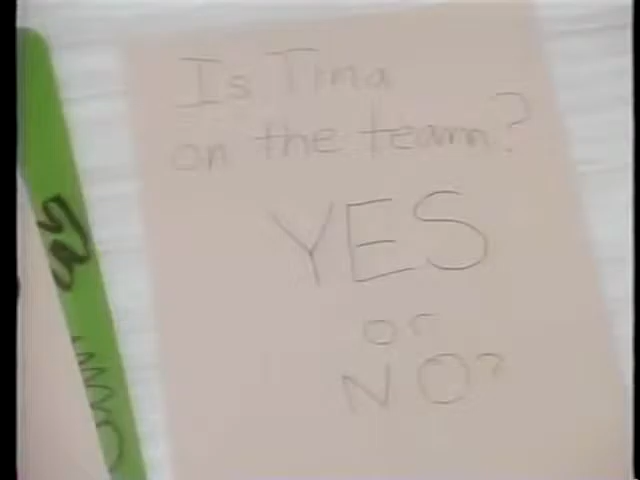 Is Tina
on the team?
YES
or
NO?